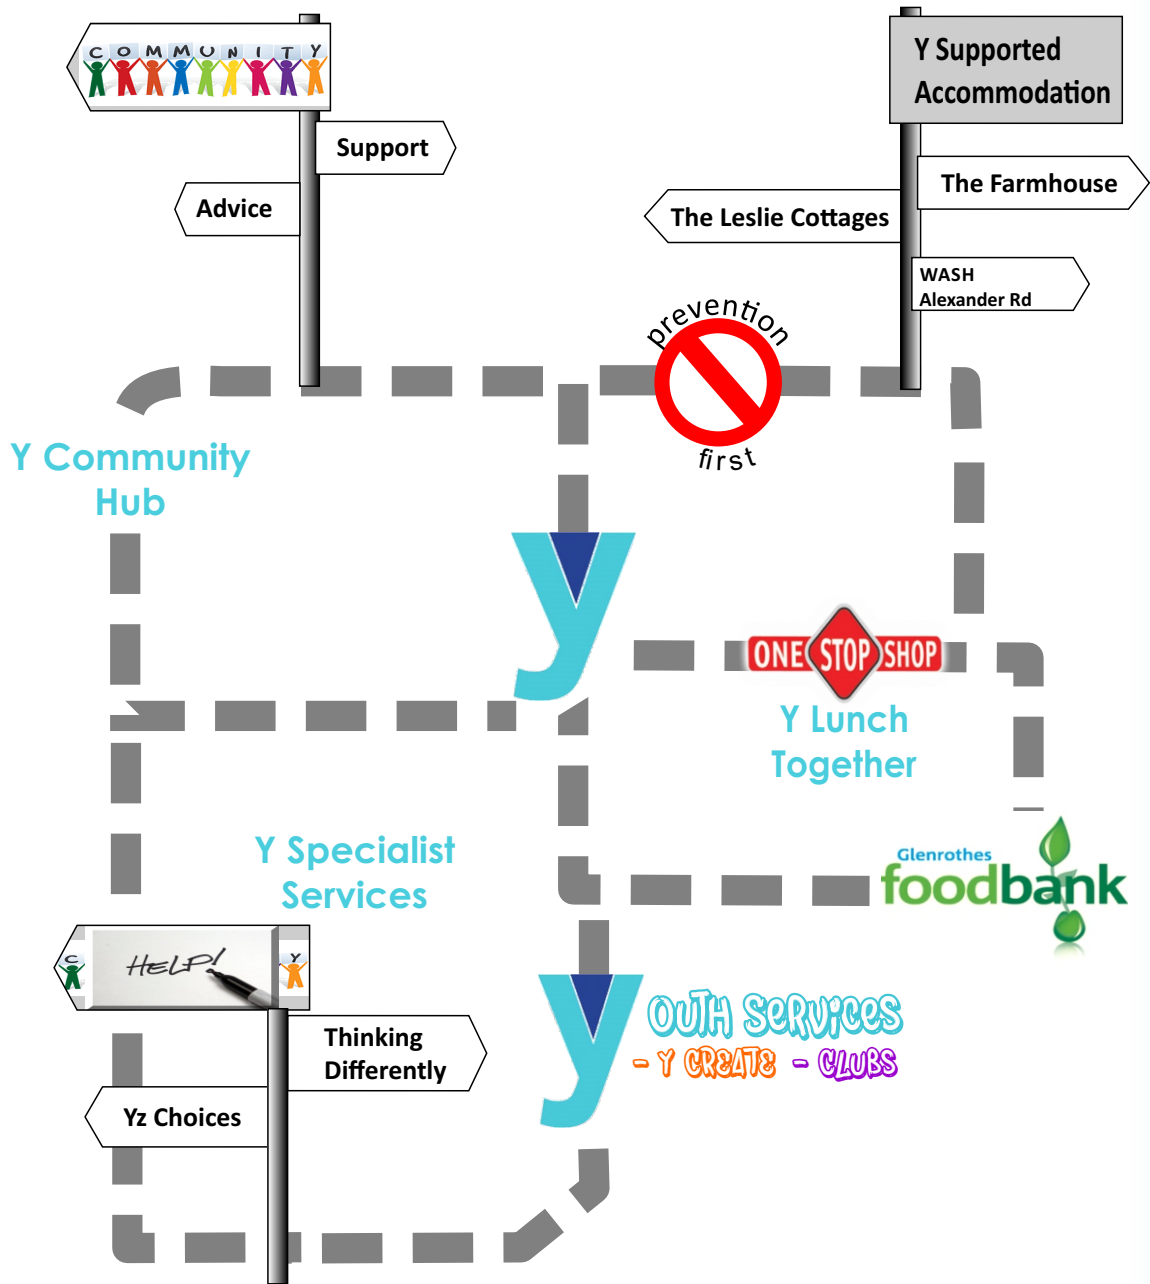 COMMUNITY
Support
Advice
Y Supported
Accommodation
The Farmhouse
The Leslie Cottages
WASH
Alexander Rd
prevention
first
Y Community
Hub
y
ONE STOP SHOP
Y Lunch
Together
Y Specialist
Services
Glenrothes
foodbank
C HELP! Y
Thinking
Differently
Yz Choices
yOUTH SERVICES
- Y CREATE - CLUBS